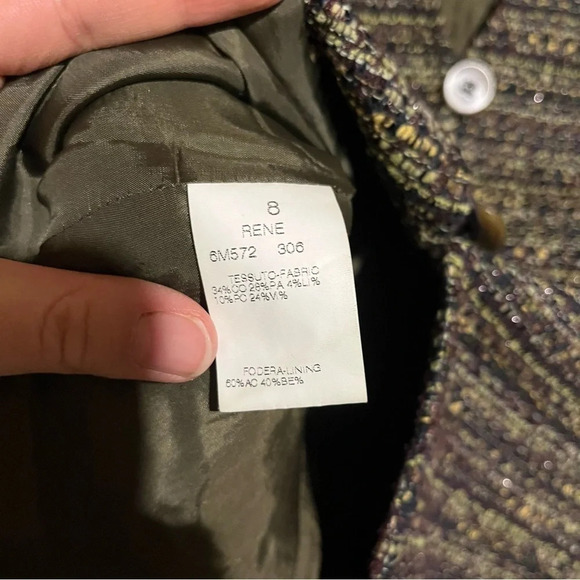 8
RENE
6M572 306
TESSUTO-FABRIC
34%CO 28%PA 4%LI%
10%PC 24%VI%
FODERA-LINING
60%AC 40%BE%